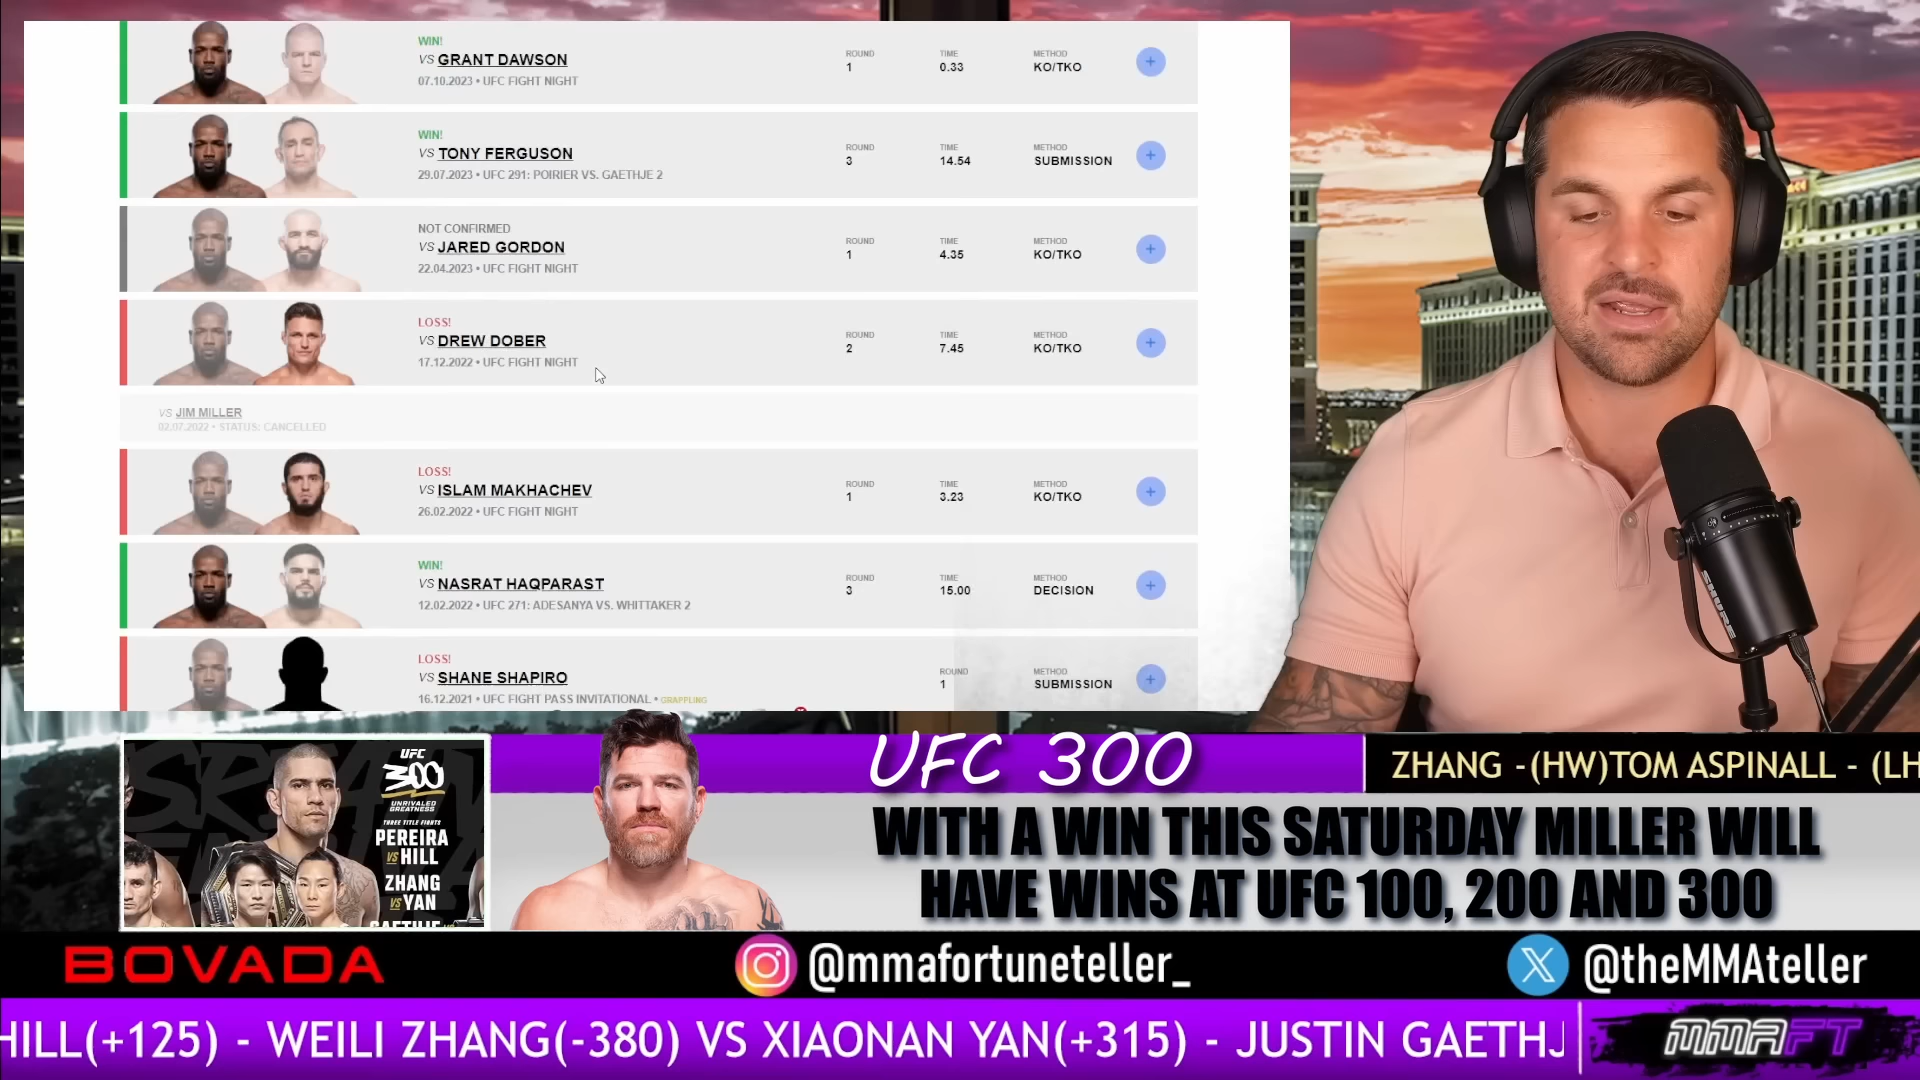 WIN!
VS GRANT DAWSON
07.10.2023 • UFC FIGHT NIGHT
ROUND
1
TIME
0.33
METHOD
KO/TKO
WIN!
VS TONY FERGUSON
29.07.2023 • UFC 291: POIRIER VS. GAETHJE 2
ROUND
3
TIME
14.54
METHOD
SUBMISSION
NOT CONFIRMED
VS JARED GORDON
22.04.2023 • UFC FIGHT NIGHT
ROUND
1
TIME
4.35
METHOD
KO/TKO
LOSS!
VS DREW DOBER
17.12.2022 • UFC FIGHT NIGHT
ROUND
2
TIME
7.45
METHOD
KO/TKO
VS JIM MILLER
02.07.2022 • STATUS: CANCELLED
LOSS!
VS ISLAM MAKHACHEV
26.02.2022 • UFC FIGHT NIGHT
ROUND
1
TIME
3.23
METHOD
KO/TKO
WIN!
VS NASRAT HAQPARAST
12.02.2022 • UFC 271: ADESANYA VS. WHITTAKER 2
ROUND
3
TIME
15.00
METHOD
DECISION
LOSS!
VS SHANE SHAPIRO
16.12.2021 • UFC FIGHT PASS INVITATIONAL • GRAPPLING
ROUND
1
METHOD
SUBMISSION
SHURE
UFC
300
UNRIVALED
GREATNESS
THREE TITLE FIGHTS
PEREIRA
VS HILL
ZHANG
VS YAN
UFC 300
ZHANG -(HW)TOM ASPINALL - (LH
WITH A WIN THIS SATURDAY MILLER WILL
HAVE WINS AT UFC 100, 200 AND 300
BOVADA
@mmafortuneteller_
@theMMAteller
HILL(+125) - WEILI ZHANG(-380) VS XIAONAN YAN(+315) - JUSTIN GAETHJ
MMAFT